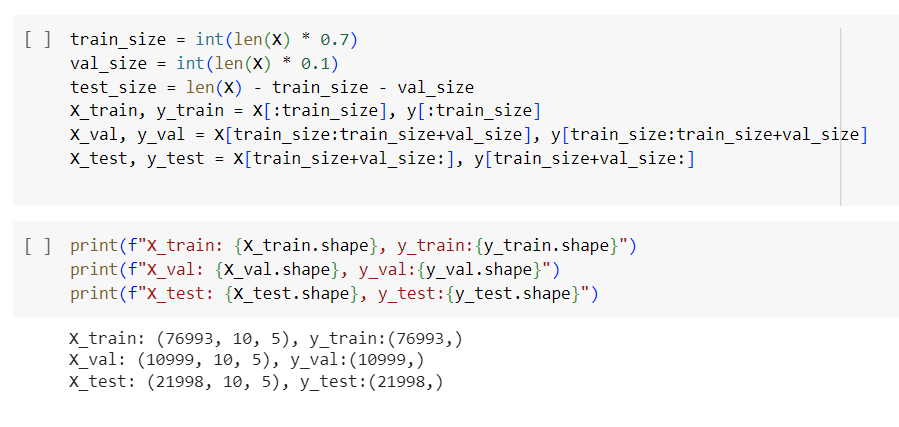 [ ] train_size = int(len(X) * 0.7)
val_size = int(len(X) * 0.1)
test_size = len(X) - train_size - val_size
X_train, y_train = X[:train_size], y[:train_size]
X_val, y_val = X[train_size:train_size+val_size], y[train_size:train_size+val_size]
X_test, y_test = X[train_size+val_size:], y[train_size+val_size:]
[ ] print(f"X_train: {X_train.shape}, y_train:{y_train.shape}")
print(f"X_val: {X_val.shape}, y_val:{y_val.shape}")
print(f"X_test: {X_test.shape}, y_test:{y_test.shape}")
X_train: (76993, 10, 5), y_train:(76993,)
X_val: (10999, 10, 5), y_val:(10999,)
X_test: (21998, 10, 5), y_test:(21998,)